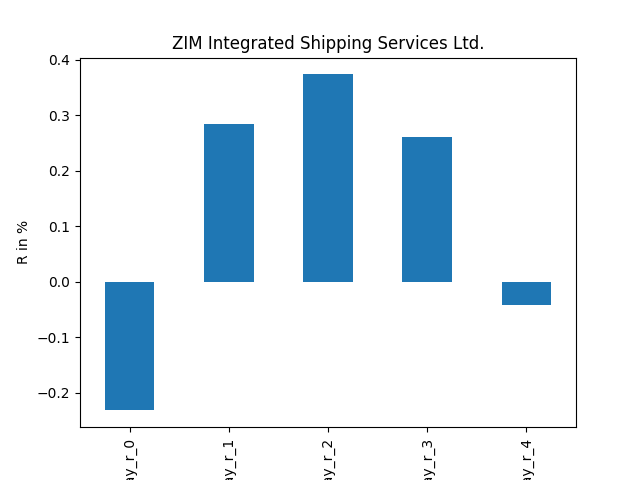 ZIM Integrated Shipping Services Ltd.
R in %
0.4
0.3
0.2
0.1
0.0
−0.1
−0.2
ay_r_0
ay_r_1
ay_r_2
ay_r_3
ay_r_4